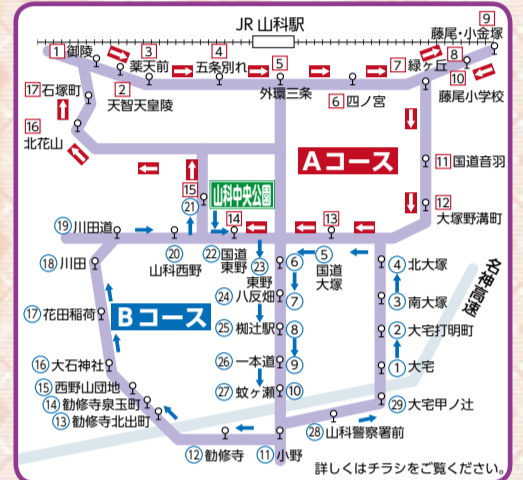 JR 山科駅
9
藤尾・小金塚
1 御陵
薬天前
3
4
五条別れ
5
外環三条
7 緑ヶ丘
8
10
藤尾小学校
2
天智天皇陵
6 四ノ宮
17 石塚町
16
北花山
Aコース
11 国道音羽
12
大塚野溝町
15
山科中央公園
21
14
13
19 川田道
20
山科西野
22 国道東野
23
東野
6
5
国道大塚
4 北大塚
名神高速
18 川田
24 八反畑
7
3 南大塚
17 花田稲荷
Bコース
25 椥辻駅
8
2 大宅打明町
16 大石神社
26 一本道
9
1 大宅
15 西野山団地
27 蚊ヶ瀬
10
14 勧修寺泉玉町
29 大宅甲ノ辻
13 勧修寺北出町
28 山科警察署前
12 勧修寺
11 小野
詳しくはチラシをご覧ください。